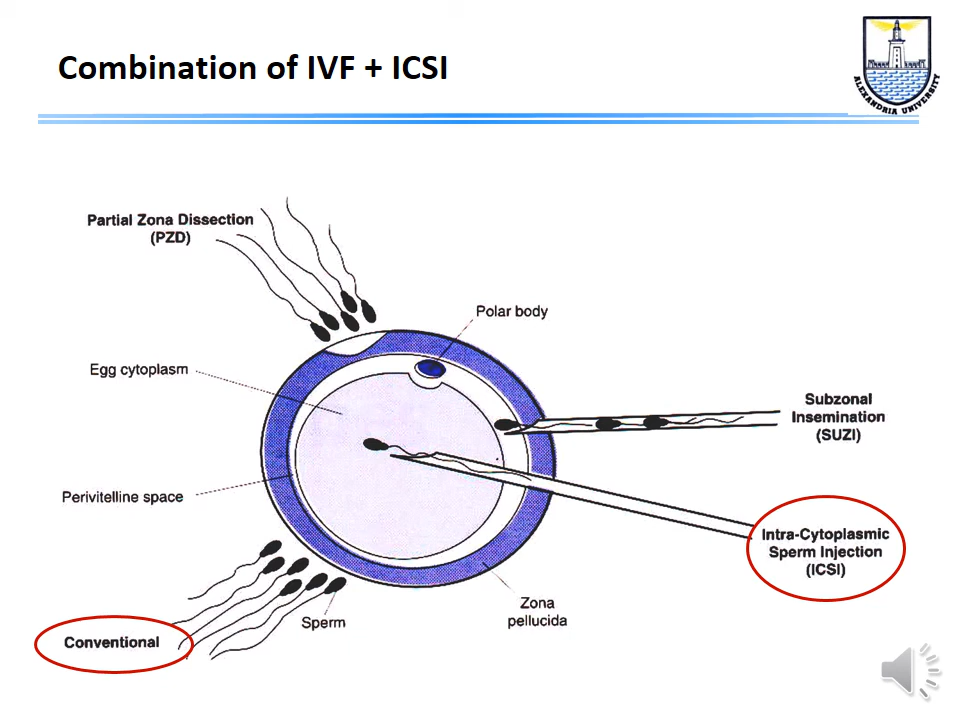 Combination of IVF + ICSI
ALEXANDRIA UNIVERSITY
Partial Zona Dissection
(PZD)
Polar body
Egg cytoplasm
Subzonal
Insemination
(SUZI)
Perivitelline space
Intra-Cytoplasmic
Sperm Injection
(ICSI)
Zona
pellucida
Sperm
Conventional